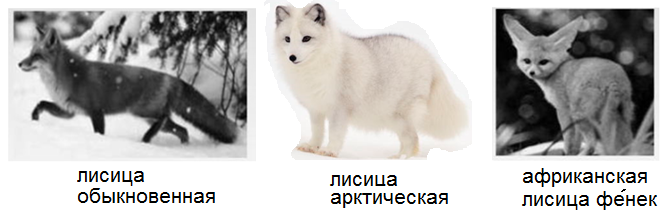 лисица
обыкновенная
лисица
арктическая
африканская
лисица фе́нек